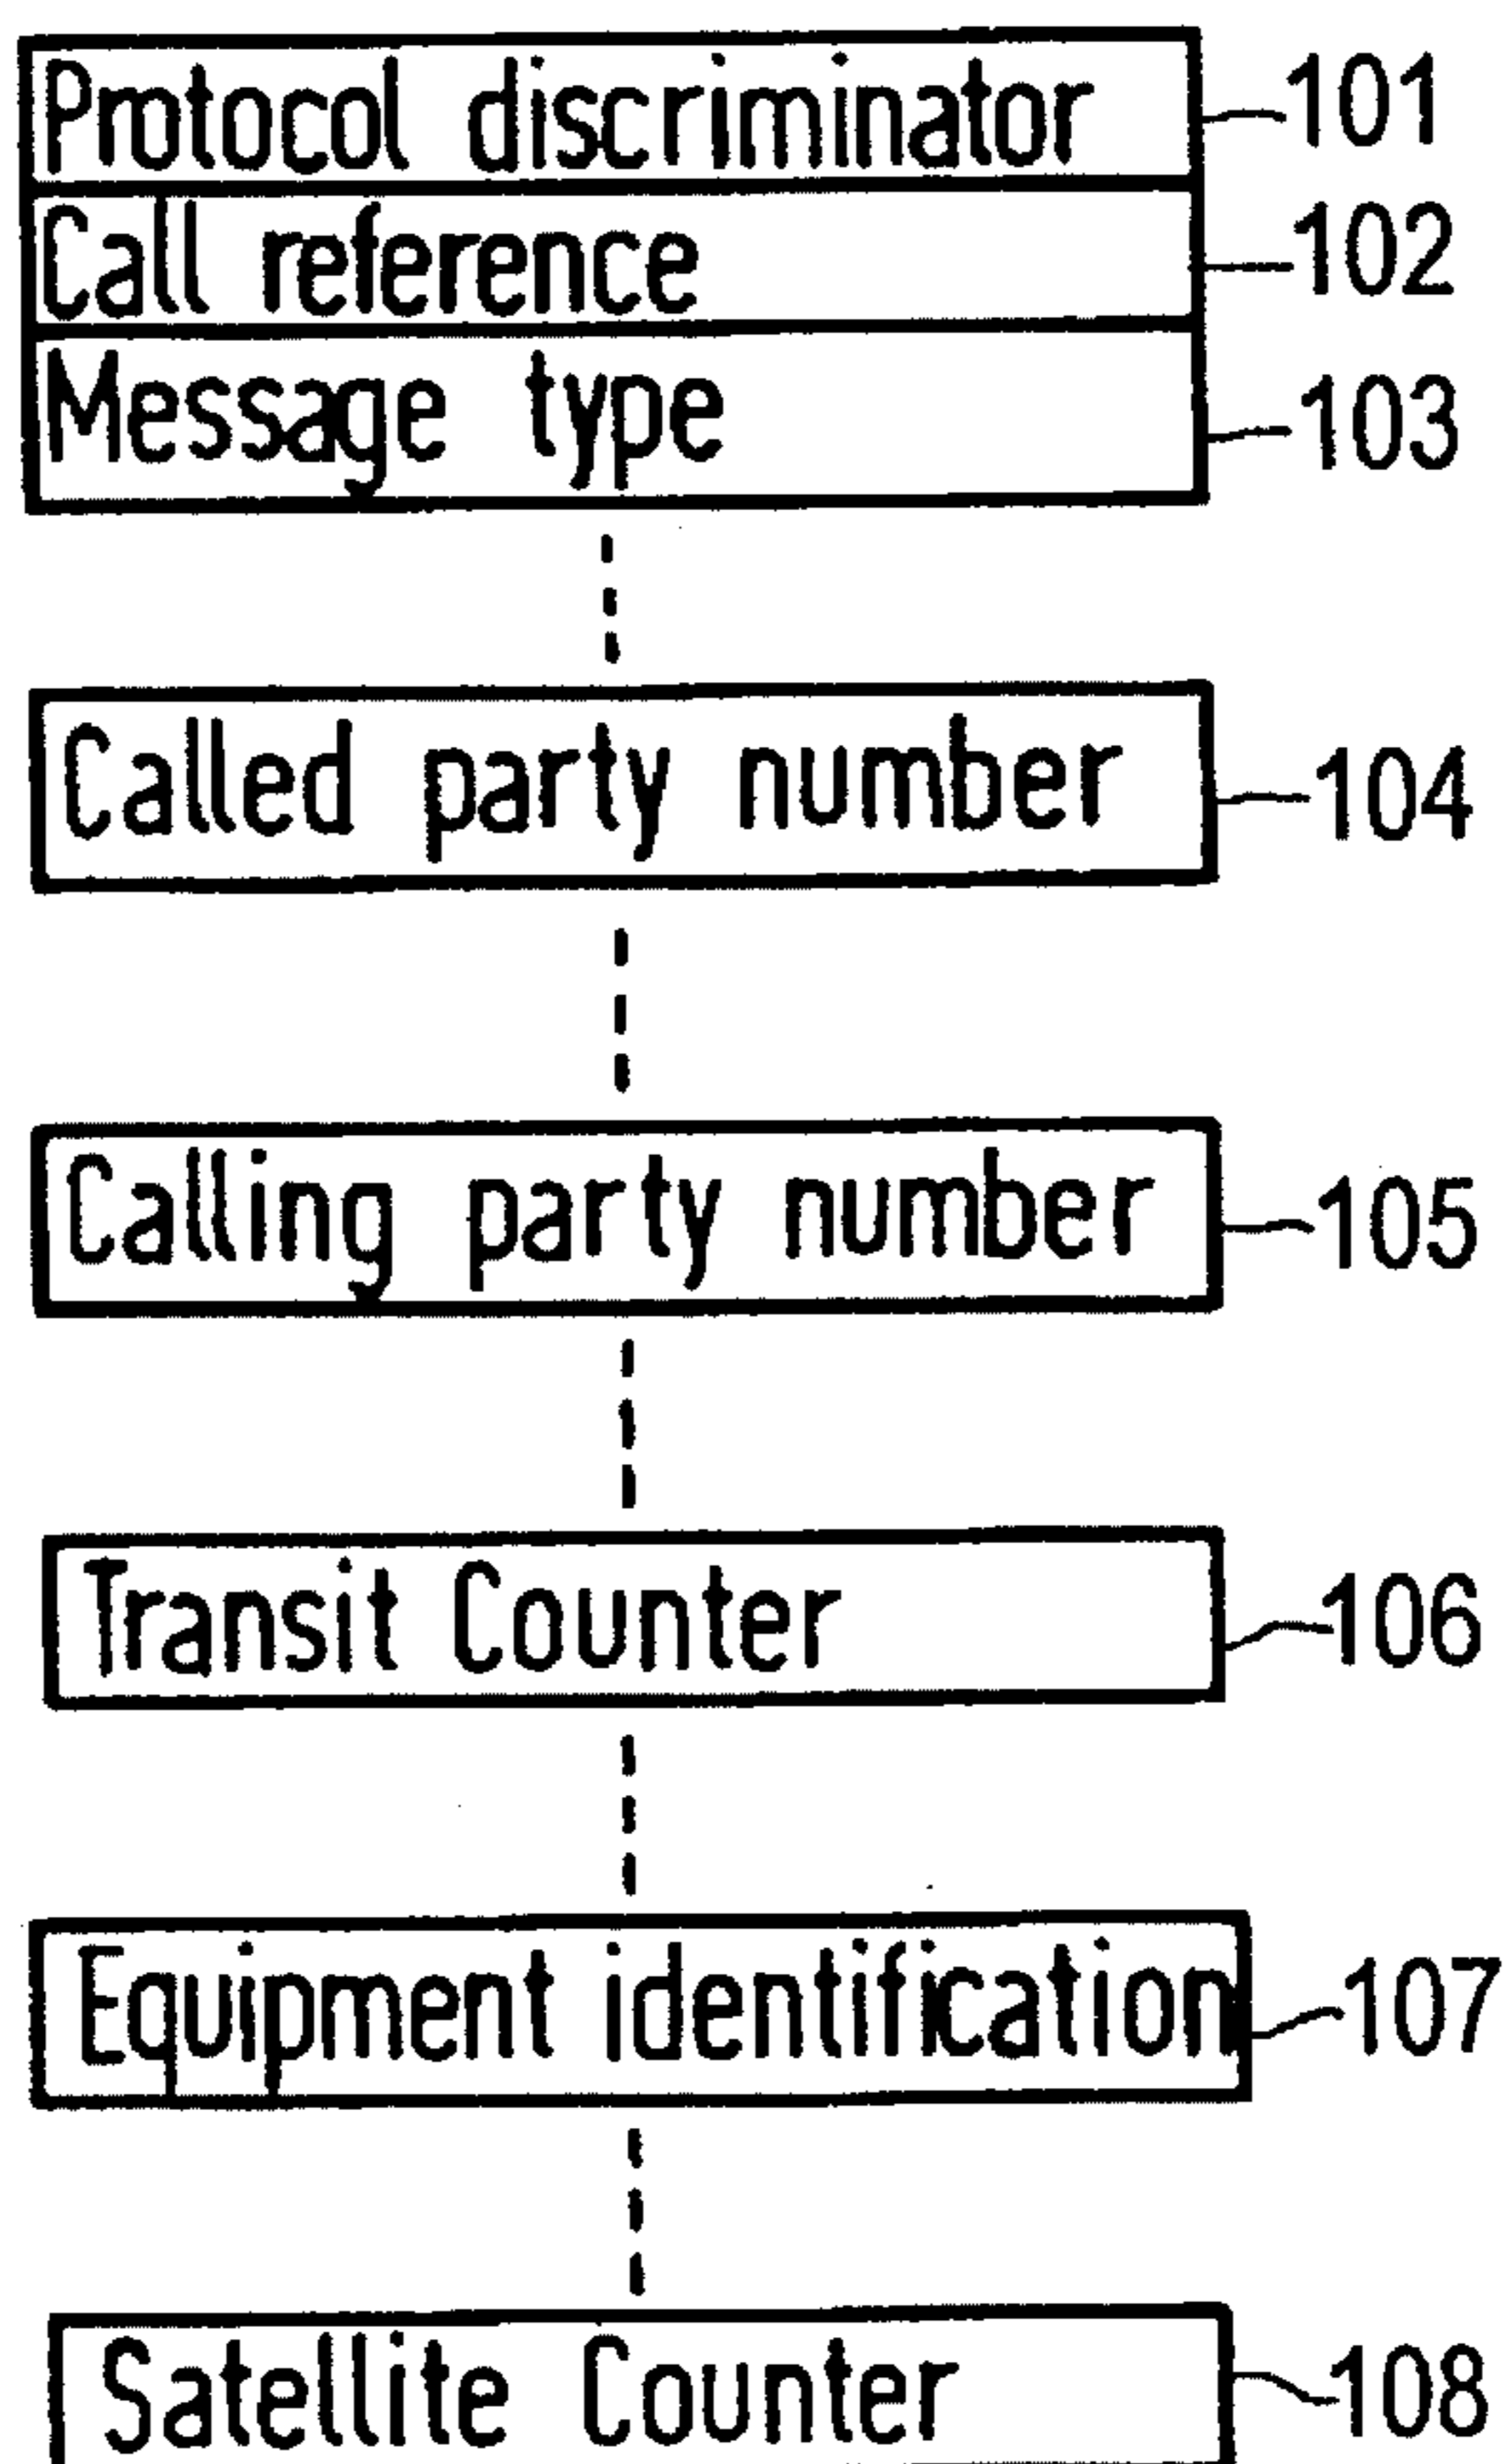 Protocol discriminator 101
Call reference 102
Message type 103
Called party number 104
Calling party number 105
Transit Counter 106
Equipment identification 107
Satellite Counter 108